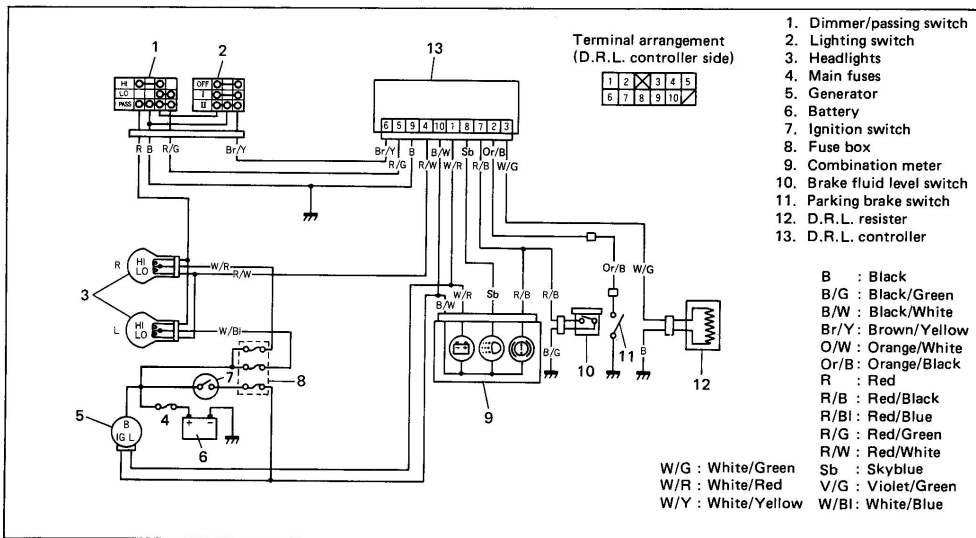 1
2
13
Terminal arrangement
(D.R.L. controller side)
1 2 3 4 5
6 7 8 9 10
1. Dimmer/passing switch
2. Lighting switch
3. Headlights
4. Main fuses
5. Generator
6. Battery
7. Ignition switch
8. Fuse box
9. Combination meter
10. Brake fluid level switch
11. Parking brake switch
12. D.R.L. resister
13. D.R.L. controller
HI
LO
PASS
OFF
I
II
6 5 9 4 10 1 8 7 2 3
R B R/G Br/Y
Br/Y R/G B R/W B/W W/R Sb R/B Or/B W/G
R HI LO
W/R
R/W
3
L HI LO
W/Bl
Or/B W/G
B/W W/R Sb R/B R/B
B/G
B
7
8
4
5
B
IG L
+ −
6
9
10
11
12
B : Black
B/G : Black/Green
B/W : Black/White
Br/Y : Brown/Yellow
O/W : Orange/White
Or/B : Orange/Black
R : Red
R/B : Red/Black
R/Bl : Red/Blue
R/G : Red/Green
R/W : Red/White
W/G : White/Green Sb : Skyblue
W/R : White/Red V/G : Violet/Green
W/Y : White/Yellow W/Bl : White/Blue